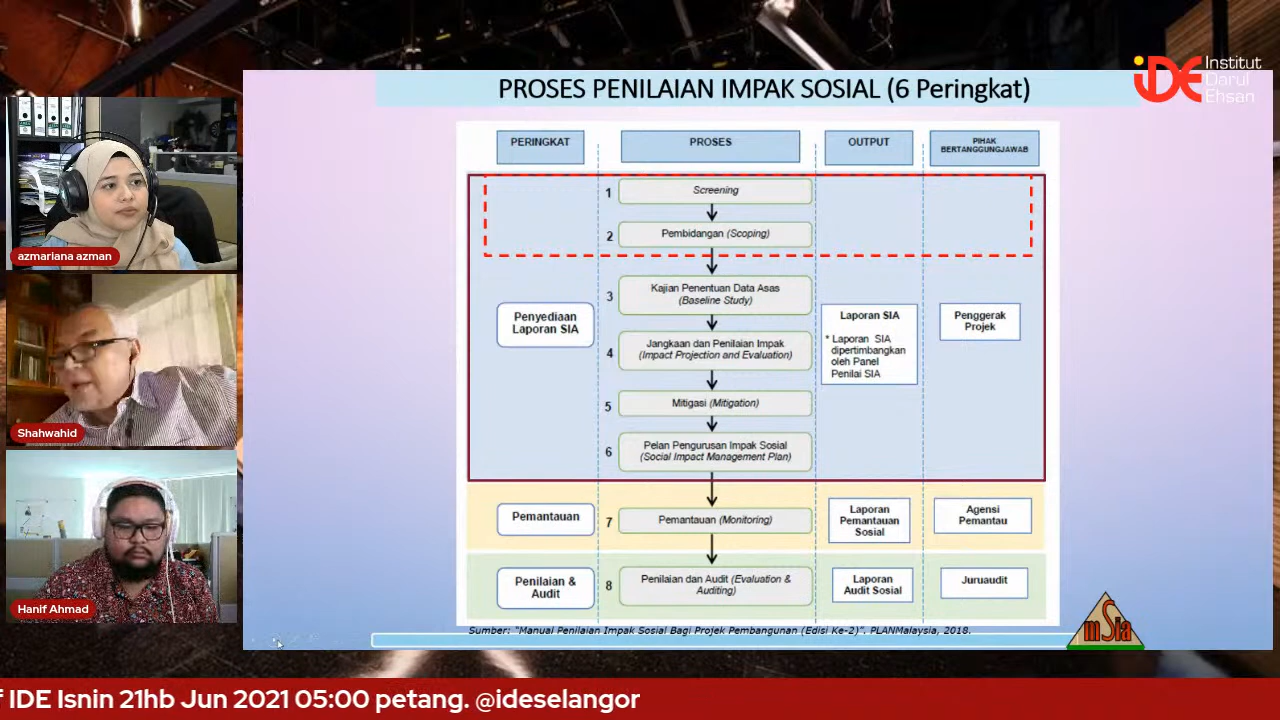 PROSES PENILAIAN IMPAK SOSIAL (6 Peringkat)
iDE Institut
Darul
Ehsan
PERINGKAT
PROSES
OUTPUT
PIHAK
BERTANGGUNGJAWAB
1 Screening
2 Pembidangan (Scoping)
3 Kajian Penentuan Data Asas
(Baseline Study)
4 Jangkaan dan Penilaian Impak
(Impact Projection and Evaluation)
5 Mitigasi (Mitigation)
6 Pelan Pengurusan Impak Sosial
(Social Impact Management Plan)
Penyediaan
Laporan SIA
Laporan SIA
* Laporan SIA
dipertimbangkan
oleh Panel
Penilai SIA
Penggerak
Projek
Pemantauan
7 Pemantauan (Monitoring)
Laporan
Pemantauan
Sosial
Agensi
Pemantau
Penilaian &
Audit
8 Penilaian dan Audit (Evaluation &
Auditing)
Laporan
Audit Sosial
Juruaudit
Sumber: "Manual Penilaian Impak Sosial Bagi Projek Pembangunan (Edisi Ke-2)", PLANMalaysia, 2018.
mSia
azmariana azman
Shahwahid
Hanif Ahmad
IDE Isnin 21hb Jun 2021 05:00 petang. @ideselangor